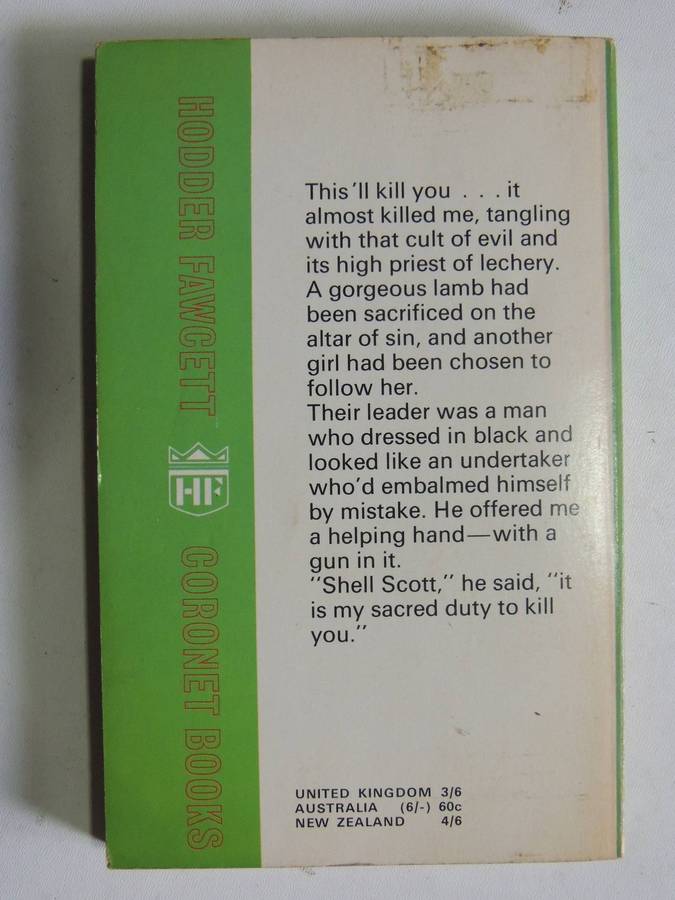 HODDER FAWCETT
HF
CORONET BOOKS
This'll kill you . . . it
almost killed me, tangling
with that cult of evil and
its high priest of lechery.
A gorgeous lamb had
been sacrificed on the
altar of sin, and another
girl had been chosen to
follow her.
Their leader was a man
who dressed in black and
looked like an undertaker
who'd embalmed himself
by mistake. He offered me
a helping hand—with a
gun in it.
"Shell Scott," he said, "it
is my sacred duty to kill
you."
UNITED KINGDOM 3/6
AUSTRALIA (6/-) 60c
NEW ZEALAND 4/6